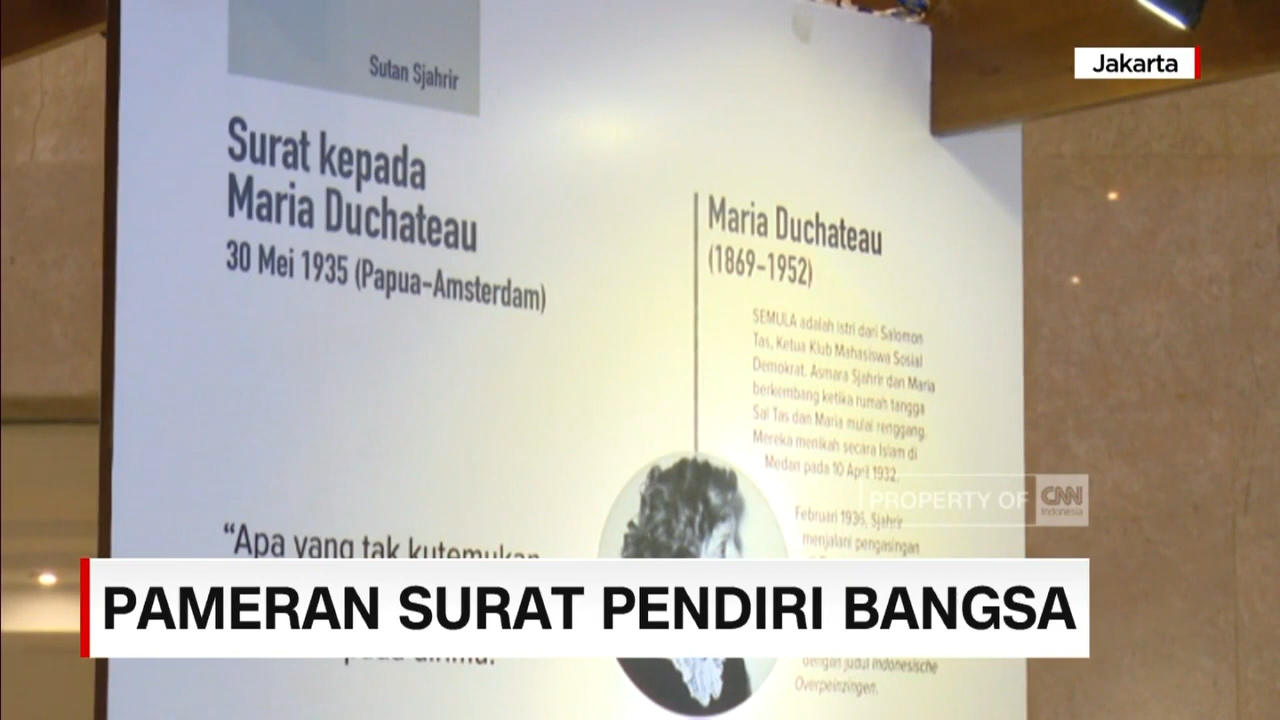 Jakarta
Sutan Sjahrir
Surat kepada
Maria Duchateau
30 Mei 1935 (Papua-Amsterdam)
"Apa yang tak kutemukan
Maria Duchateau
(1869-1952)
SEMULA adalah istri dari Salomon
Tas, Ketua Klub Mahasiswa Sosial
Demokrat. Asmara Sjahrir dan Maria
berkembang ketika rumah tangga
Sal Tas dan Maria mulai renggang.
Mereka menikah secara Islam di
Medan pada 10 April 1932.
Februari 1936, Sjahrir
menjalani pengasingan
dengan judul Indonesische
Overpeinzingen.
PROPERTY OF CNN
Indonesia
PAMERAN SURAT PENDIRI BANGSA